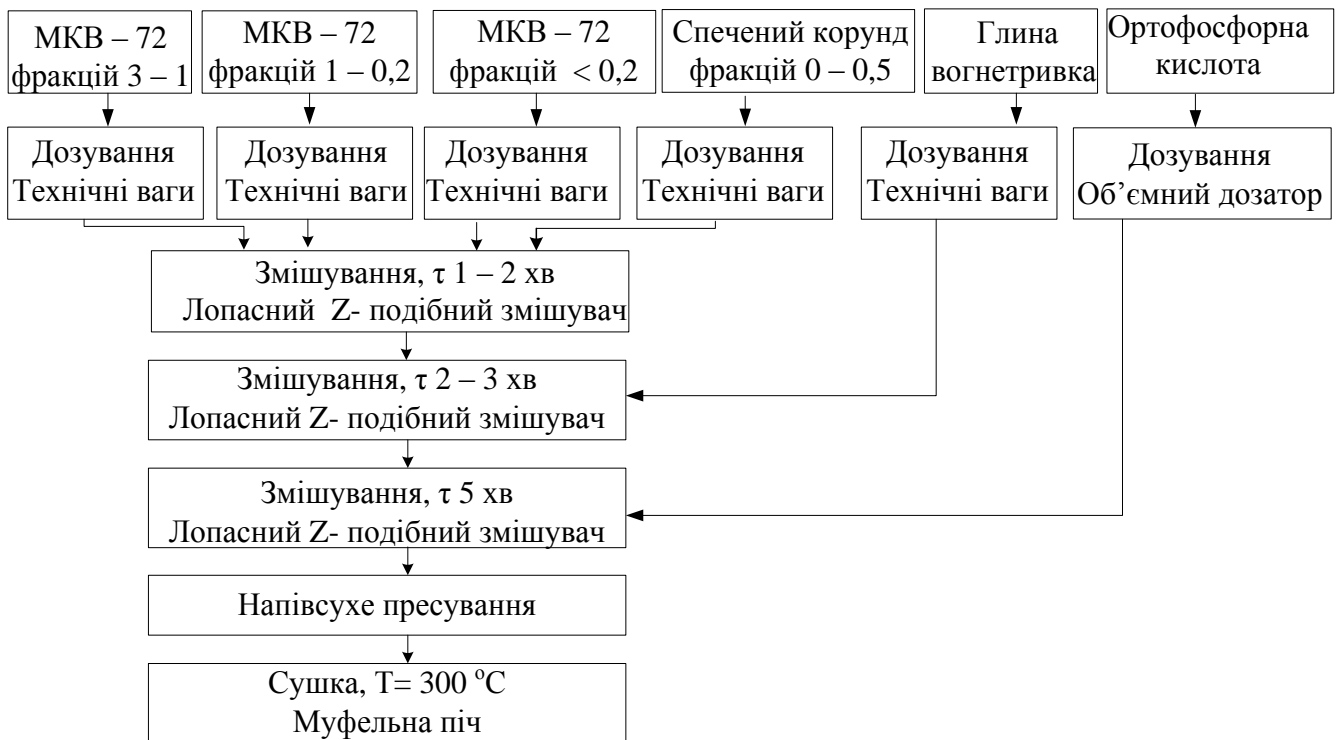 МКВ – 72
фракцій 3 – 1
МКВ – 72
фракцій 1 – 0,2
МКВ – 72
фракцій < 0,2
Спечений корунд
фракцій 0 – 0,5
Глина
вогнетривка
Ортофосфорна
кислота
Дозування
Технічні ваги
Дозування
Технічні ваги
Дозування
Технічні ваги
Дозування
Технічні ваги
Дозування
Технічні ваги
Дозування
Об’ємний дозатор
Змішування, τ 1 – 2 хв
Лопасний Z- подібний змішувач
Змішування, τ 2 – 3 хв
Лопасний Z- подібний змішувач
Змішування, τ 5 хв
Лопасний Z- подібний змішувач
Напівсухе пресування
Сушка, Т= 300 ºС
Муфельна піч